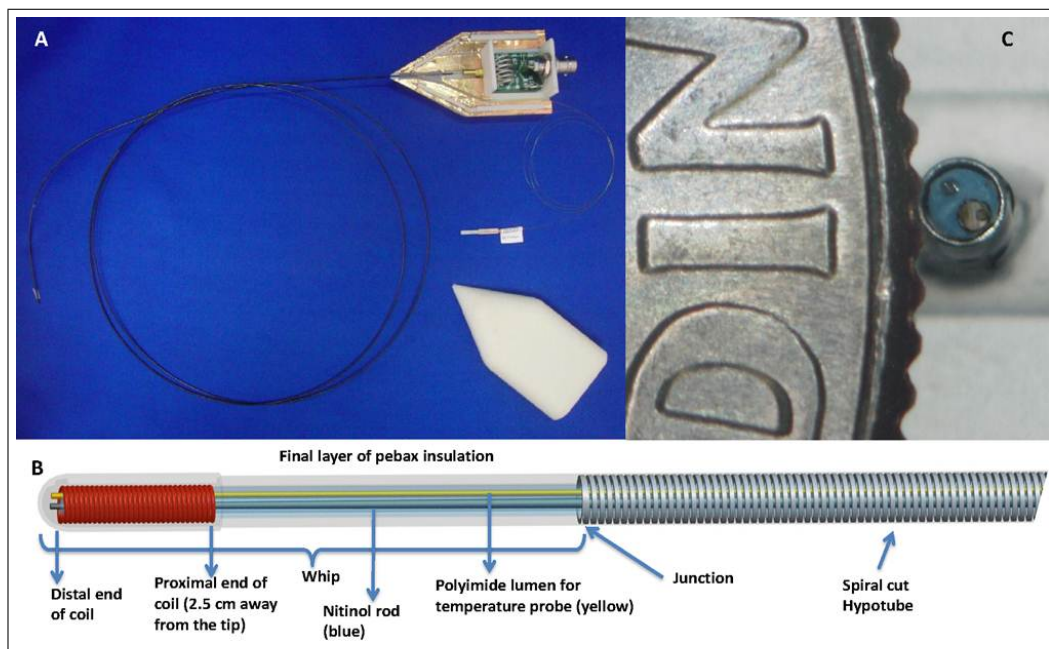 A
C
N
I
D
B
Final layer of pebax insulation
Distal end
of coil
Proximal end of
coil (2.5 cm away
from the tip)
Whip
Nitinol rod
(blue)
Polyimide lumen for
temperature probe (yellow)
Junction
Spiral cut
Hypotube